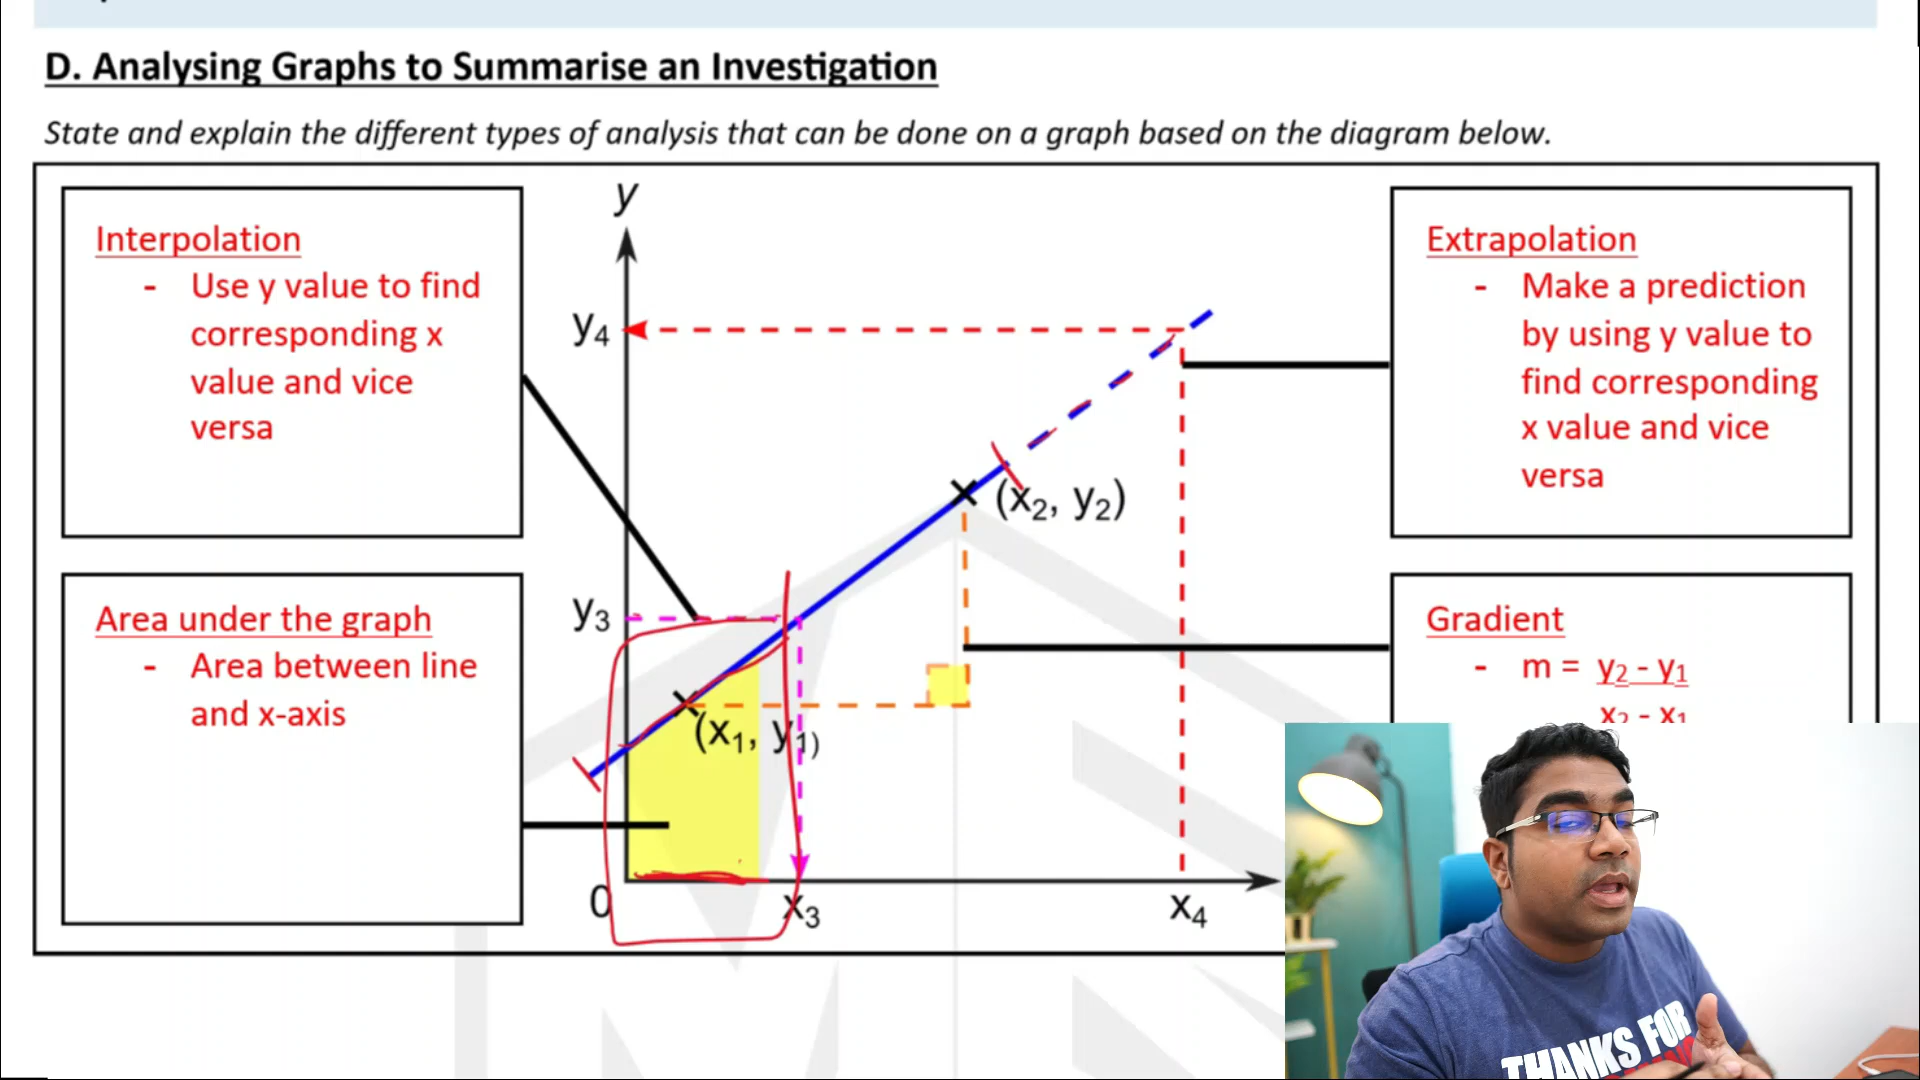 D. Analysing Graphs to Summarise an Investigation
State and explain the different types of analysis that can be done on a graph based on the diagram below.
Interpolation
- Use y value to find
corresponding x
value and vice
versa
Area under the graph
- Area between line
and x-axis
y
y4
y3
(x2, y2)
(x1, y1)
0
x3
x4
Extrapolation
- Make a prediction
by using y value to
find corresponding
x value and vice
versa
Gradient
- m = y2 - y1
x2 - x1
THANKS FOR